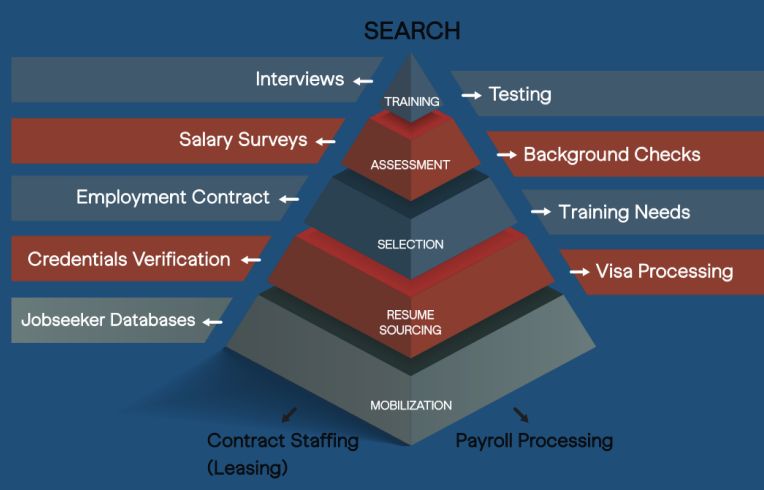 SEARCH
Interviews
TRAINING
Testing
Salary Surveys
ASSESSMENT
Background Checks
Employment Contract
Training Needs
SELECTION
Credentials Verification
Visa Processing
RESUME
SOURCING
Jobseeker Databases
MOBILIZATION
Contract Staffing
(Leasing)
Payroll Processing